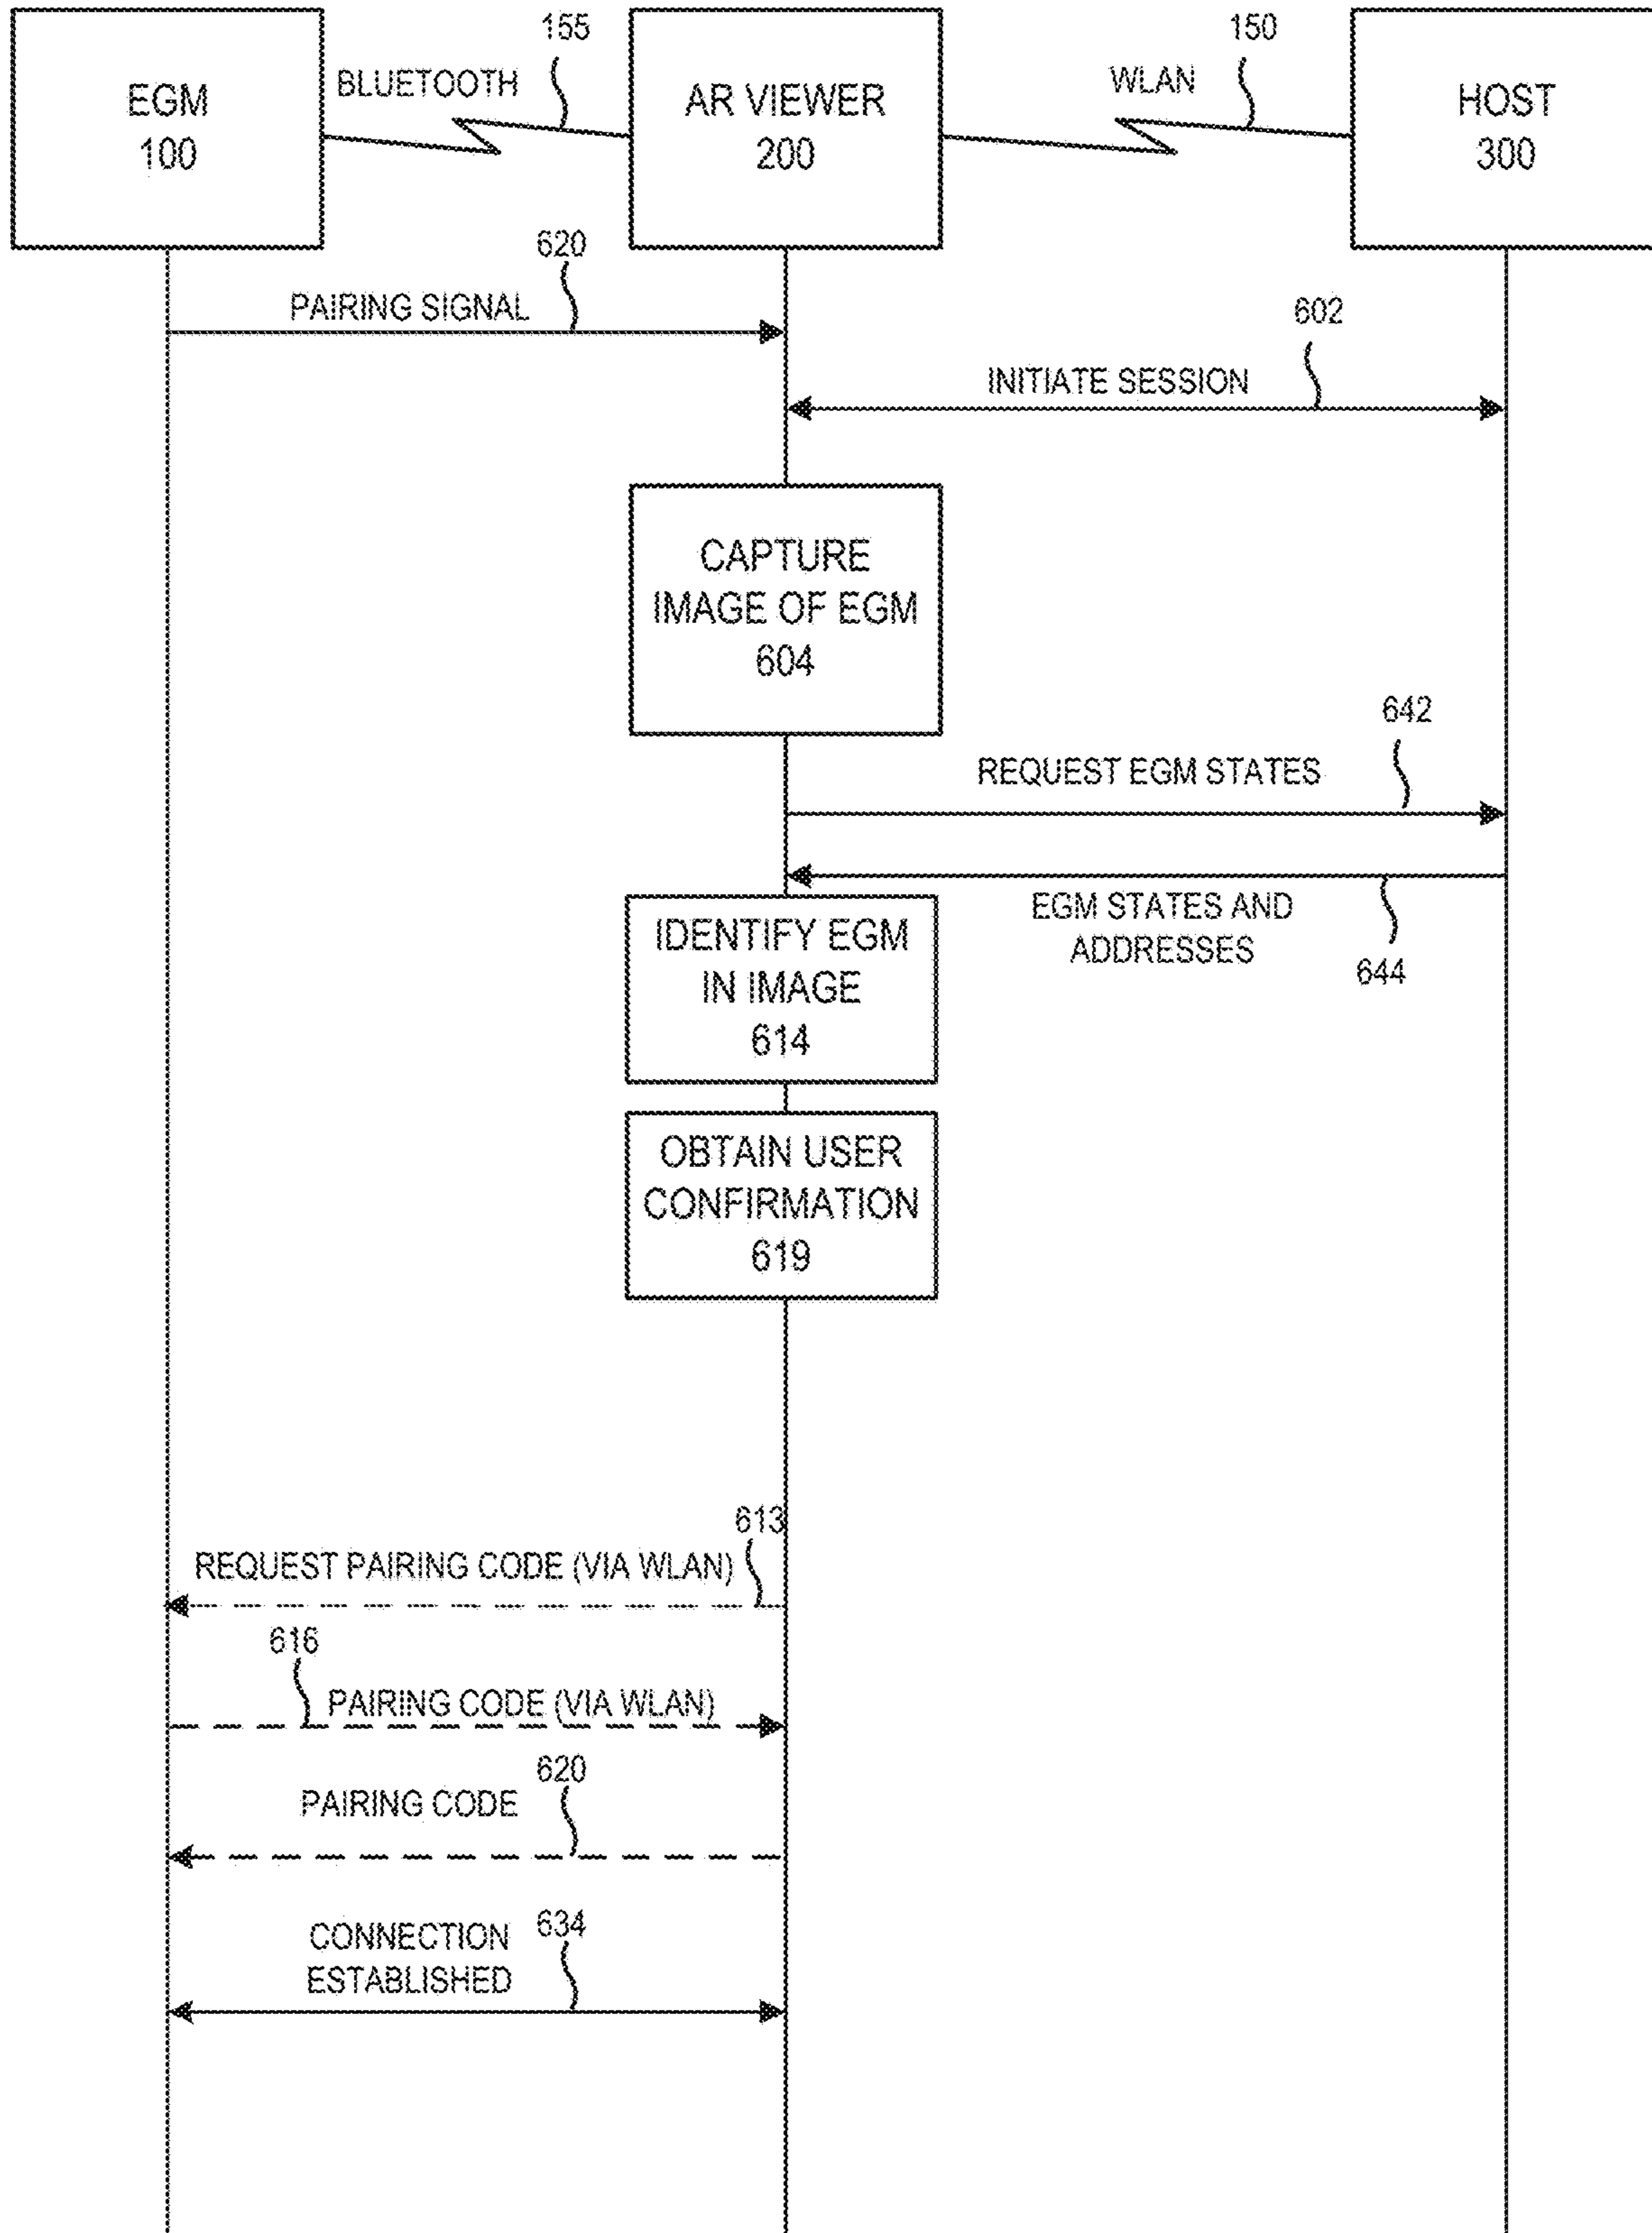 155
150
BLUETOOTH
WLAN
EGM
100
AR VIEWER
200
HOST
300
620
PAIRING SIGNAL
602
INITIATE SESSION
CAPTURE
IMAGE OF EGM
604
642
REQUEST EGM STATES
EGM STATES AND
ADDRESSES
644
IDENTIFY EGM
IN IMAGE
614
OBTAIN USER
CONFIRMATION
619
613
REQUEST PAIRING CODE (VIA WLAN)
616
PAIRING CODE (VIA WLAN)
620
PAIRING CODE
634
CONNECTION
ESTABLISHED